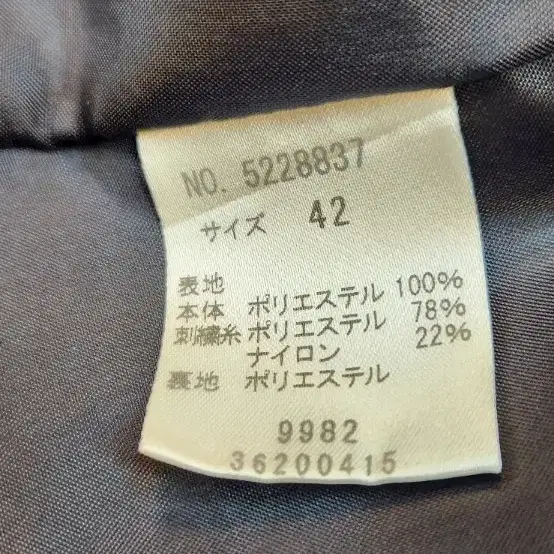 NO. 5228837
サイズ 42
表地
本体 ポリエステル 100%
刺繍糸 ポリエステル 78%
ナイロン 22%
裏地 ポリエステル
9982
36200415